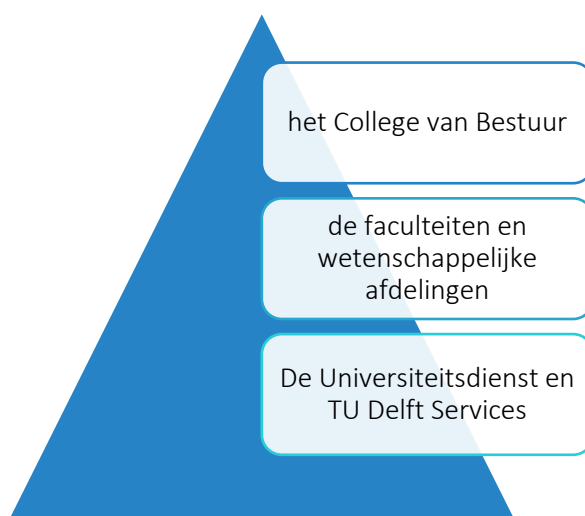 het College van Bestuur
de faculteiten en
wetenschappelijke
afdelingen
De Universiteitsdienst en
TU Delft Services